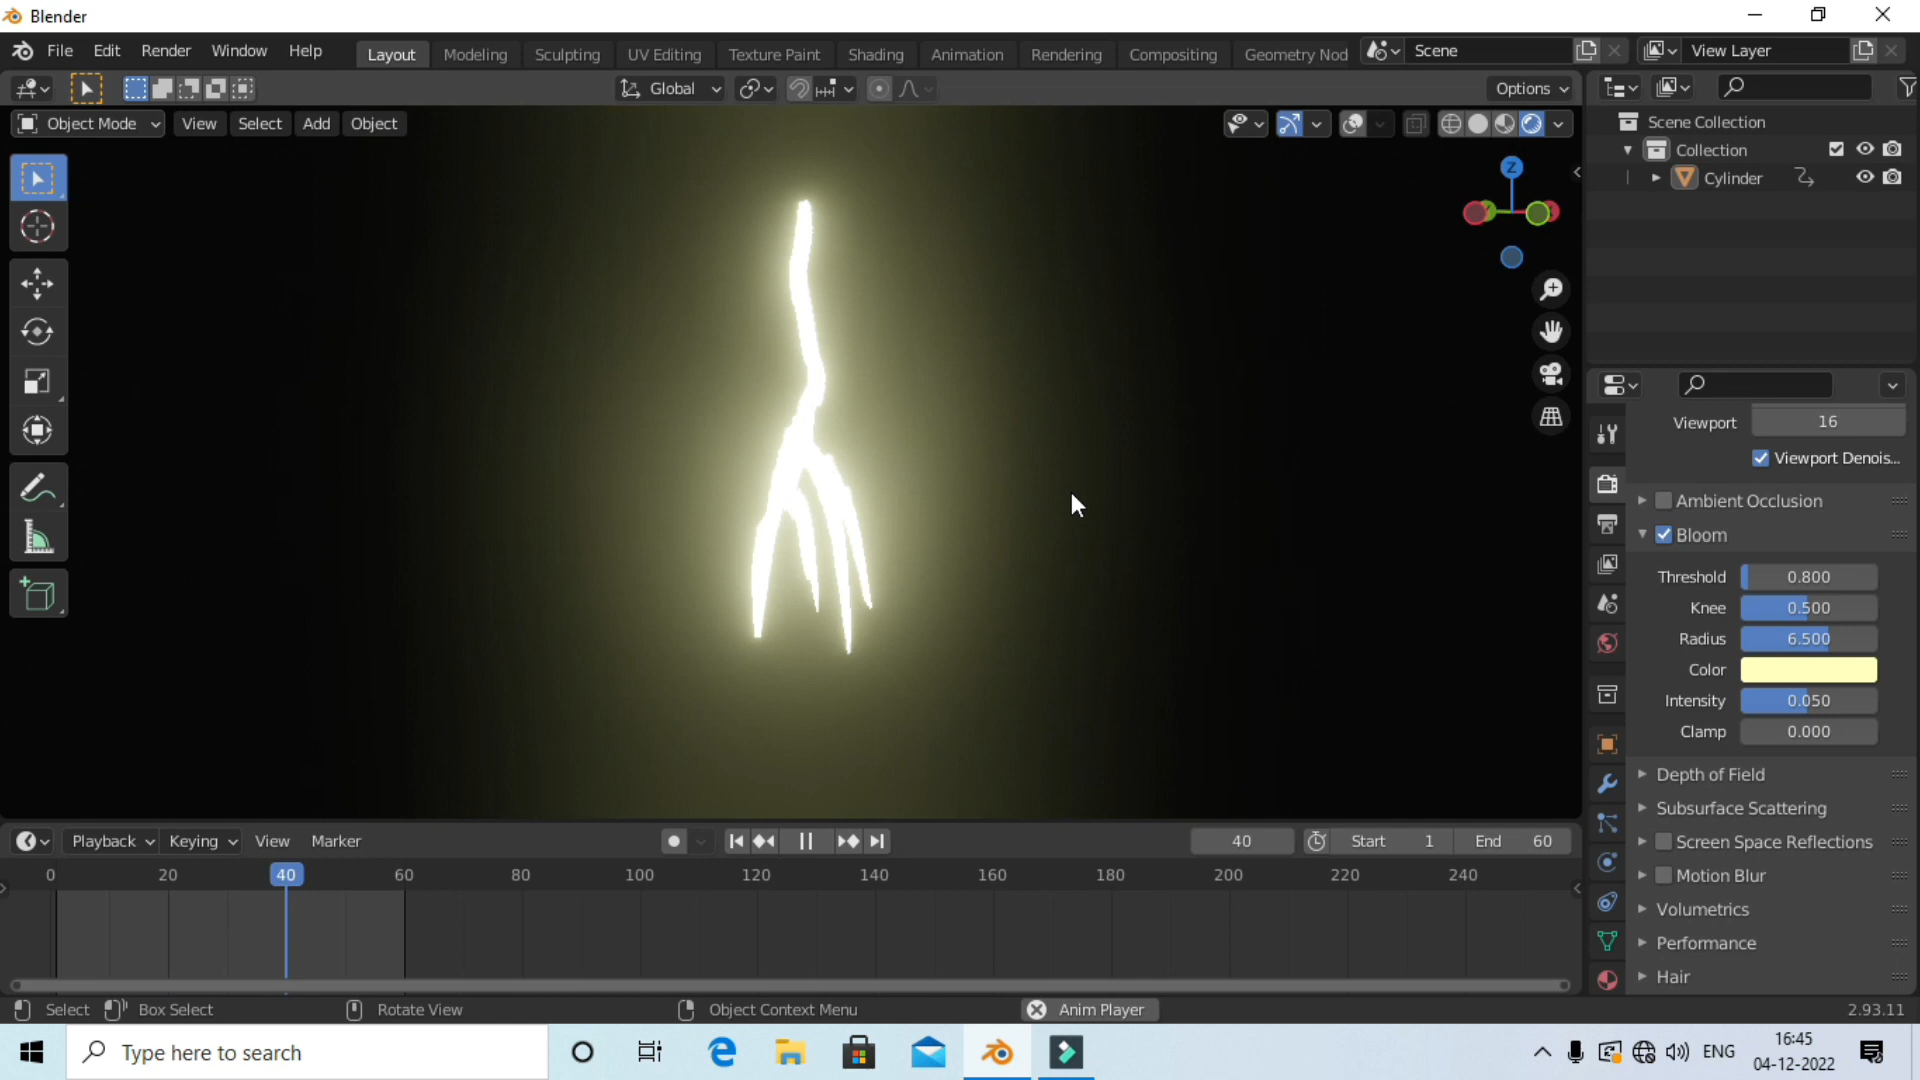 Blender
File Edit Render Window Help Layout Modeling Sculpting UV Editing Texture Paint Shading Animation Rendering Compositing Geometry Nod Scene View Layer
Global Options
Object Mode View Select Add Object
Z
Scene Collection
Collection
Cylinder
Viewport 16
Viewport Denois...
Ambient Occlusion
Bloom
Threshold 0.800
Knee 0.500
Radius 6.500
Color
Intensity 0.050
Clamp 0.000
Depth of Field
Subsurface Scattering
Screen Space Reflections
Motion Blur
Volumetrics
Performance
Hair
Playback Keying View Marker 40 Start 1 End 60
0 20 40 60 80 100 120 140 160 180 200 220 240
Select Box Select Rotate View Object Context Menu Anim Player 2.93.11
Type here to search ENG 16:45
04-12-2022